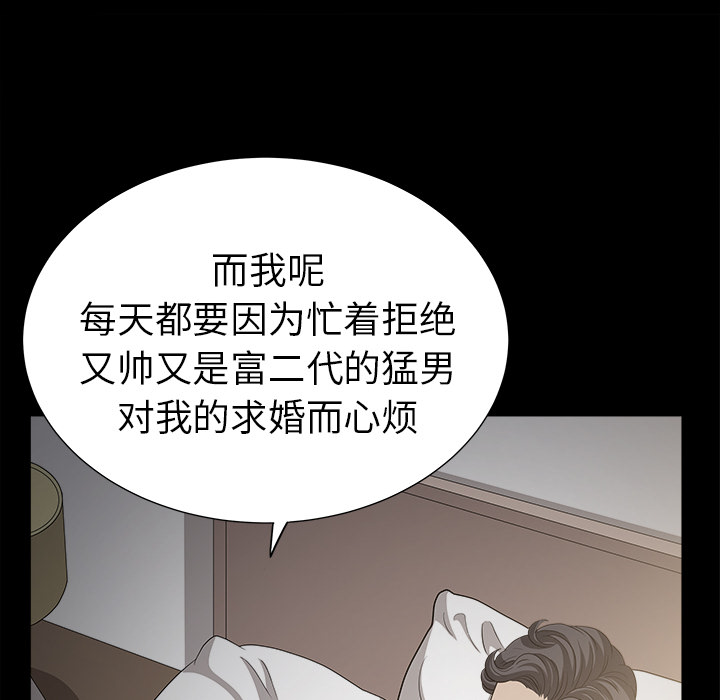 而我呢
每天都要因为忙着拒绝
又帅又是富二代的猛男
对我的求婚而心烦